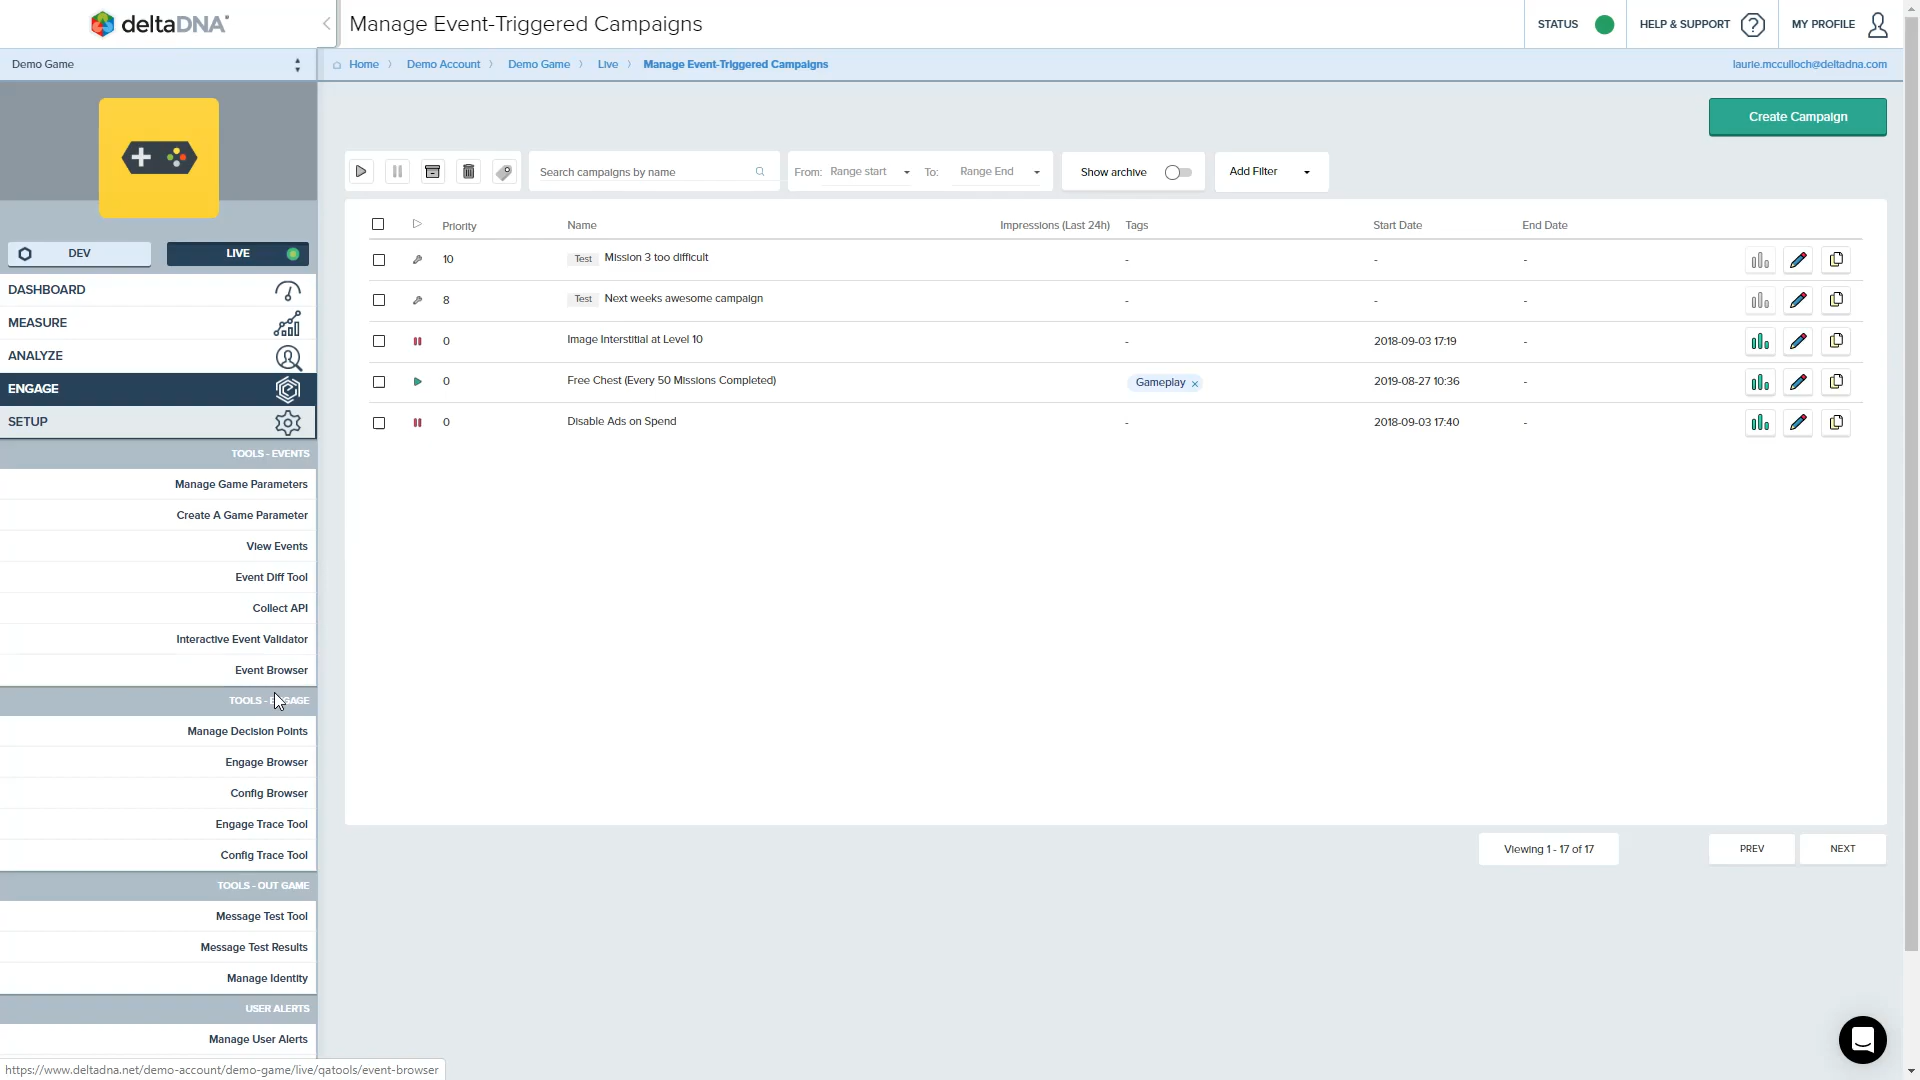 deltaDNA
Manage Event-Triggered Campaigns
STATUS
HELP & SUPPORT
MY PROFILE
Demo Game
Home
Demo Account
Demo Game
Live
Manage Event-Triggered Campaigns
laurie.mcculloch@deltadna.com
Create Campaign
Search campaigns by name
From: Range start
To: Range End
Show archive
Add Filter
DEV
LIVE
DASHBOARD
MEASURE
ANALYZE
ENGAGE
SETUP
TOOLS - EVENTS
Manage Game Parameters
Create A Game Parameter
View Events
Event Diff Tool
Collect API
Interactive Event Validator
Event Browser
TOOLS -
Manage Decision Points
Engage Browser
Config Browser
Engage Trace Tool
Config Trace Tool
TOOLS - OUT GAME
Message Test Tool
Message Test Results
Manage Identity
USER ALERTS
Manage User Alerts
Priority Name Impressions (Last 24h) Tags Start Date End Date
10 Test Mission 3 too difficult - - -
8 Test Next weeks awesome campaign - - -
0 Image Interstitial at Level 10 - 2018-09-03 17:19 -
0 Free Chest (Every 50 Missions Completed) Gameplay x 2019-08-27 10:36 -
0 Disable Ads on Spend - 2018-09-03 17:40 -
Viewing 1 - 17 of 17
PREV
NEXT
https://www.deltadna.net/demo-account/demo-game/live/qatools/event-browser